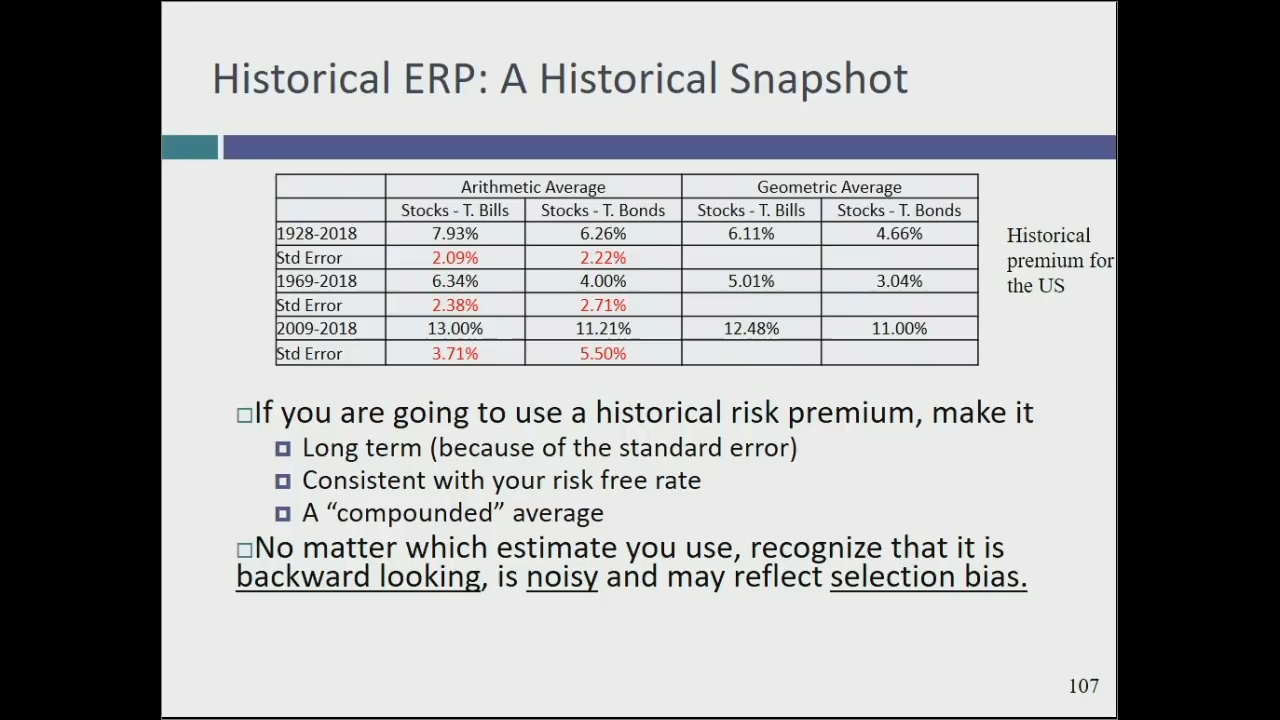 Historical ERP: A Historical Snapshot
Arithmetic Average Geometric Average
Stocks - T. Bills Stocks - T. Bonds Stocks - T. Bills Stocks - T. Bonds
1928-2018 7.93% 6.26% 6.11% 4.66%
Std Error 2.09% 2.22%
1969-2018 6.34% 4.00% 5.01% 3.04%
Std Error 2.38% 2.71%
2009-2018 13.00% 11.21% 12.48% 11.00%
Std Error 3.71% 5.50%
Historical
premium for
the US
If you are going to use a historical risk premium, make it
Long term (because of the standard error)
Consistent with your risk free rate
A “compounded” average
No matter which estimate you use, recognize that it is
backward looking, is noisy and may reflect selection bias.
107